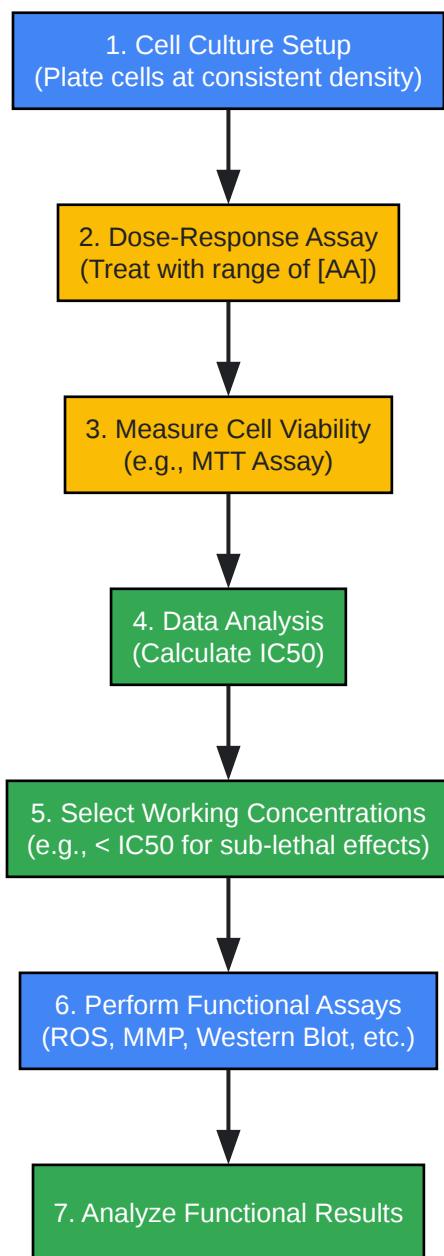 1. Cell Culture Setup
(Plate cells at consistent density)
2. Dose-Response Assay
(Treat with range of [AA])
3. Measure Cell Viability
(e.g., MTT Assay)
4. Data Analysis
(Calculate IC50)
5. Select Working Concentrations
(e.g., < IC50 for sub-lethal effects)
6. Perform Functional Assays
(ROS, MMP, Western Blot, etc.)
7. Analyze Functional Results